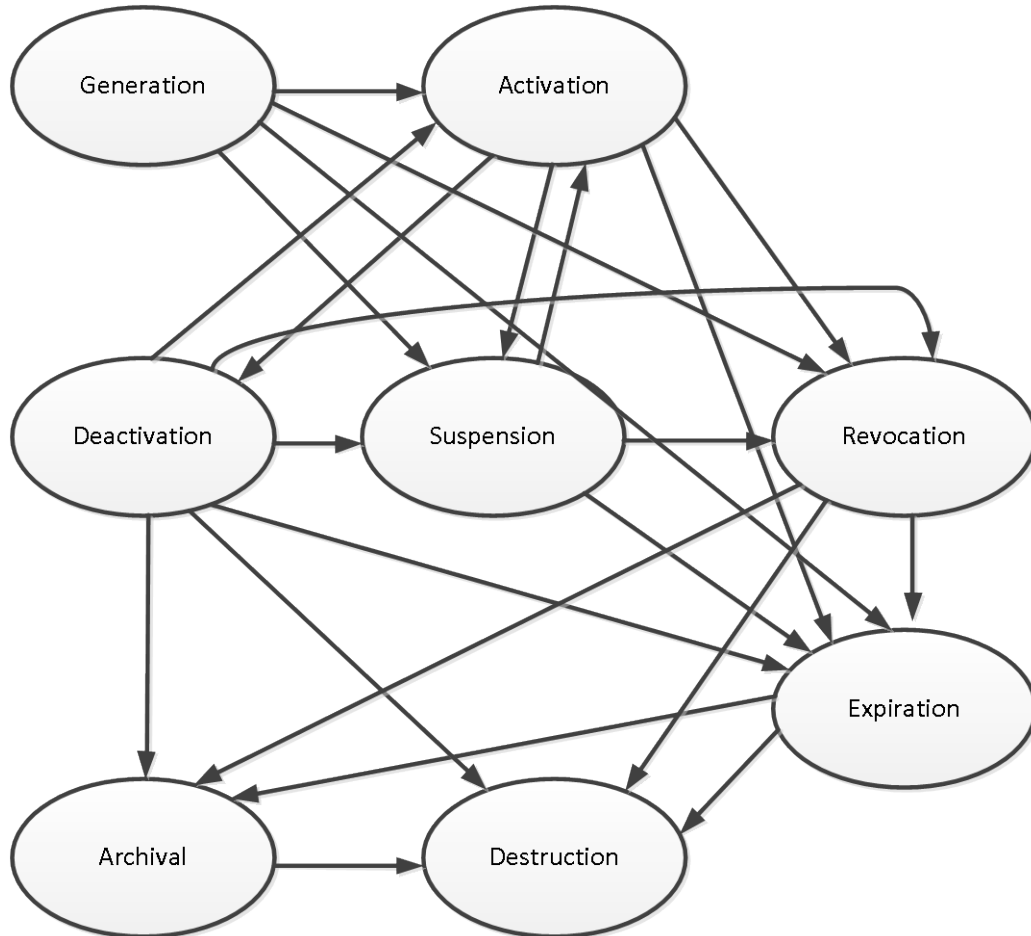 Generation
Activation
Deactivation
Suspension
Revocation
Expiration
Archival
Destruction